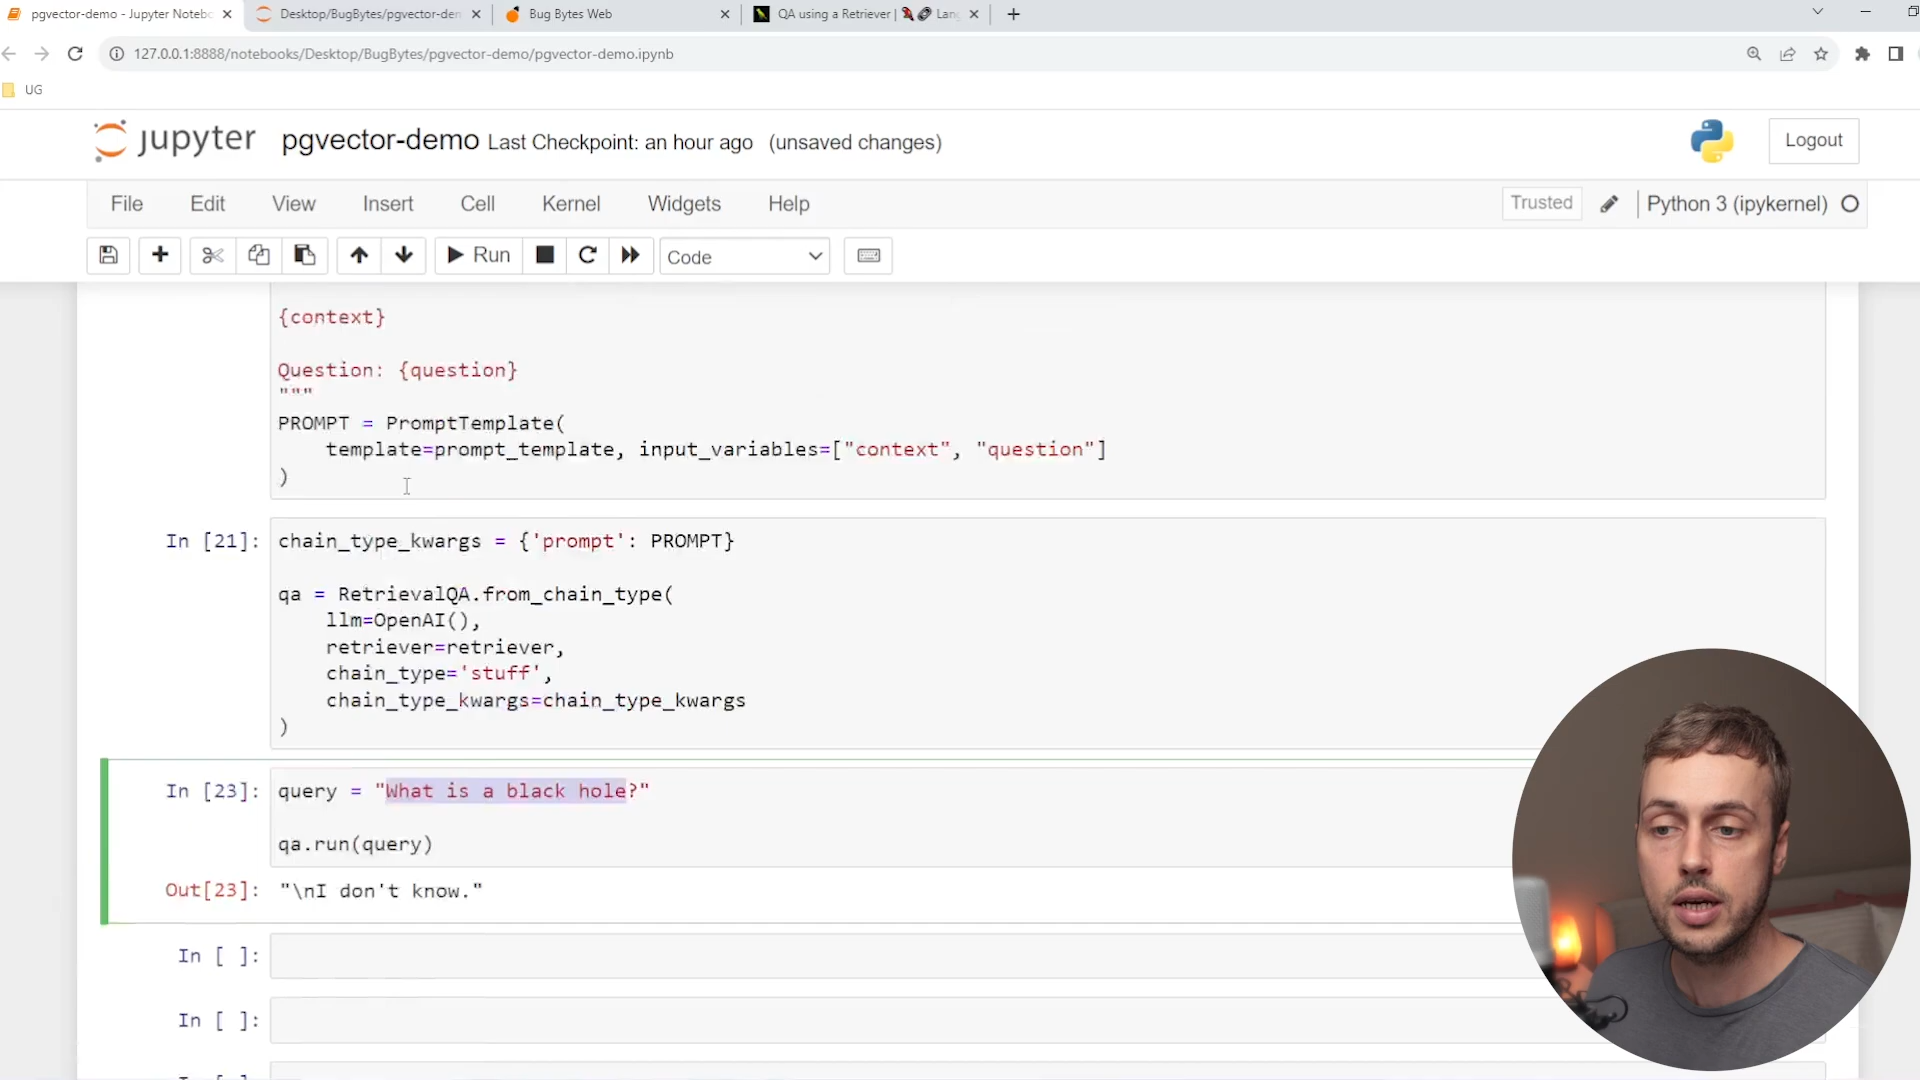 pgvector-demo - Jupyter Noteb
Desktop/BugBytes/pgvector-den
Bug Bytes Web
QA using a Retriever | Lang
127.0.0.1:8888/notebooks/Desktop/BugBytes/pgvector-demo/pgvector-demo.ipynb
UG
jupyter pgvector-demo Last Checkpoint: an hour ago (unsaved changes)
Logout
File Edit View Insert Cell Kernel Widgets Help
Trusted
Python 3 (ipykernel)
Run
Code
{context}
Question: {question}
"""
PROMPT = PromptTemplate(
template=prompt_template, input_variables=["context", "question"]
)
In [21]: chain_type_kwargs = {'prompt': PROMPT}
qa = RetrievalQA.from_chain_type(
llm=OpenAI(),
retriever=retriever,
chain_type='stuff',
chain_type_kwargs=chain_type_kwargs
)
In [23]: query = "What is a black hole?"
qa.run(query)
Out[23]: "\nI don't know."
In [ ]:
In [ ]: